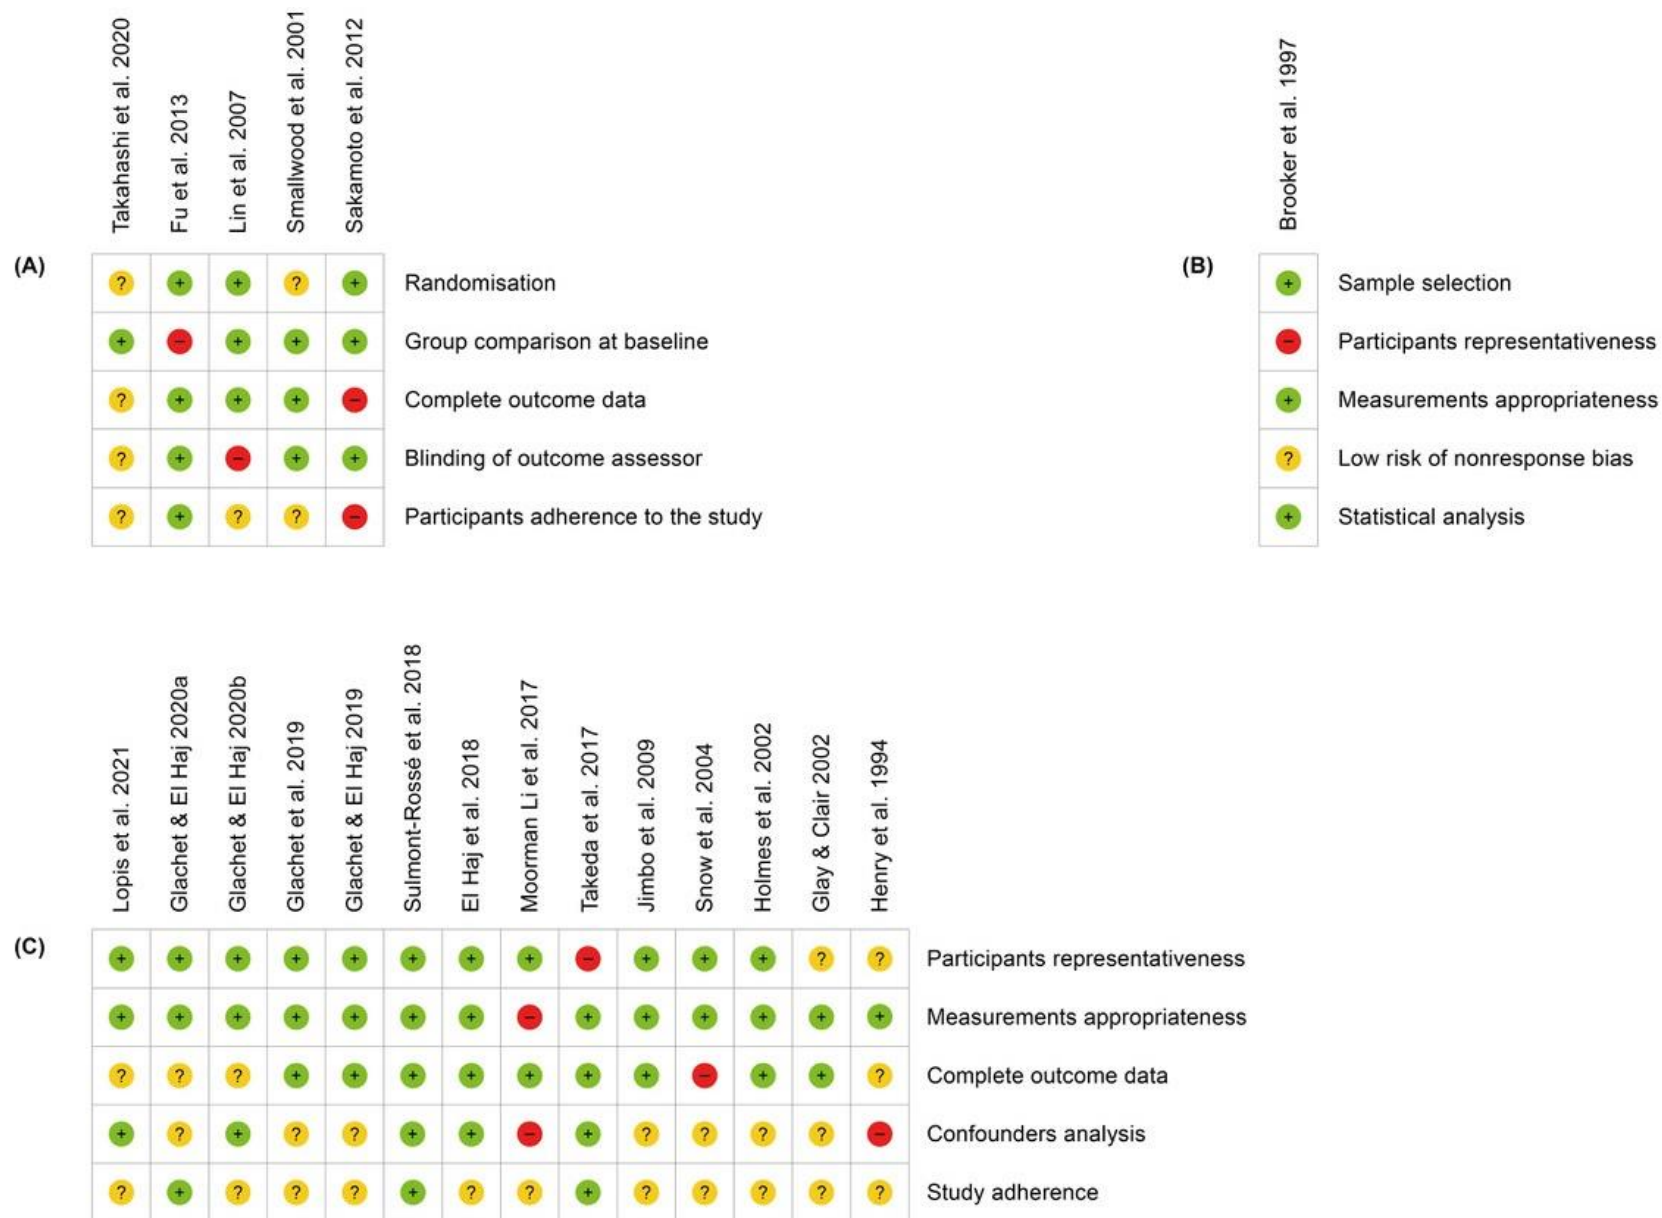 Takahashi et al. 2020
Fu et al. 2013
Lin et al. 2007
Smallwood et al. 2001
Sakamoto et al. 2012
(A)
? + + ? + Randomisation
+ − + + + Group comparison at baseline
? + + + − Complete outcome data
? + − + + Blinding of outcome assessor
? + ? ? − Participants adherence to the study
Brooker et al. 1997
(B)
+ Sample selection
− Participants representativeness
+ Measurements appropriateness
? Low risk of nonresponse bias
+ Statistical analysis
Lopis et al. 2021
Glachet & El Haj 2020a
Glachet & El Haj 2020b
Glachet et al. 2019
Glachet & El Haj 2019
Sulmont-Rossé et al. 2018
El Haj et al. 2018
Moorman Li et al. 2017
Takeda et al. 2017
Jimbo et al. 2009
Snow et al. 2004
Holmes et al. 2002
Glay & Clair 2002
Henry et al. 1994
(C)
+ + + + + + + + − + + + ? ? Participants representativeness
+ + + + + + + − + + + + + + Measurements appropriateness
? ? ? + + + + + + + − + + ? Complete outcome data
+ ? + ? ? + + − + ? ? ? ? − Confounders analysis
? + ? ? ? + ? ? + ? ? ? ? ? Study adherence